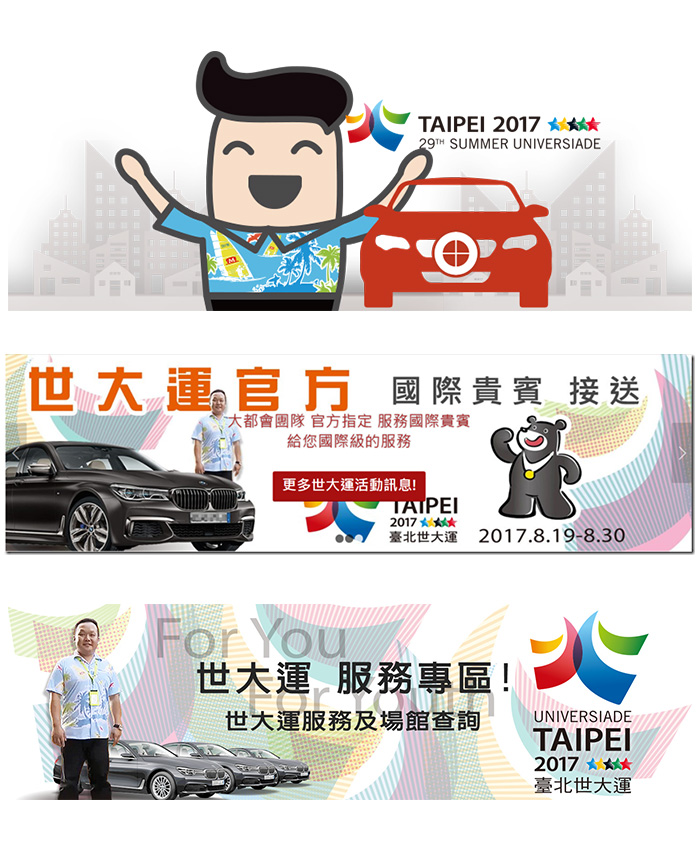 TAIPEI 2017
29TH SUMMER UNIVERSIADE
世大運官方 國際貴賓 接送
大都會團隊 官方指定 服務國際貴賓
給您國際級的服務
更多世大運活動訊息!
TAIPEI
2017
臺北世大運
2017.8.19-8.30
For You
世大運 服務專區!
For Youth
世大運服務及場館查詢
UNIVERSIADE
TAIPEI
2017
臺北世大運